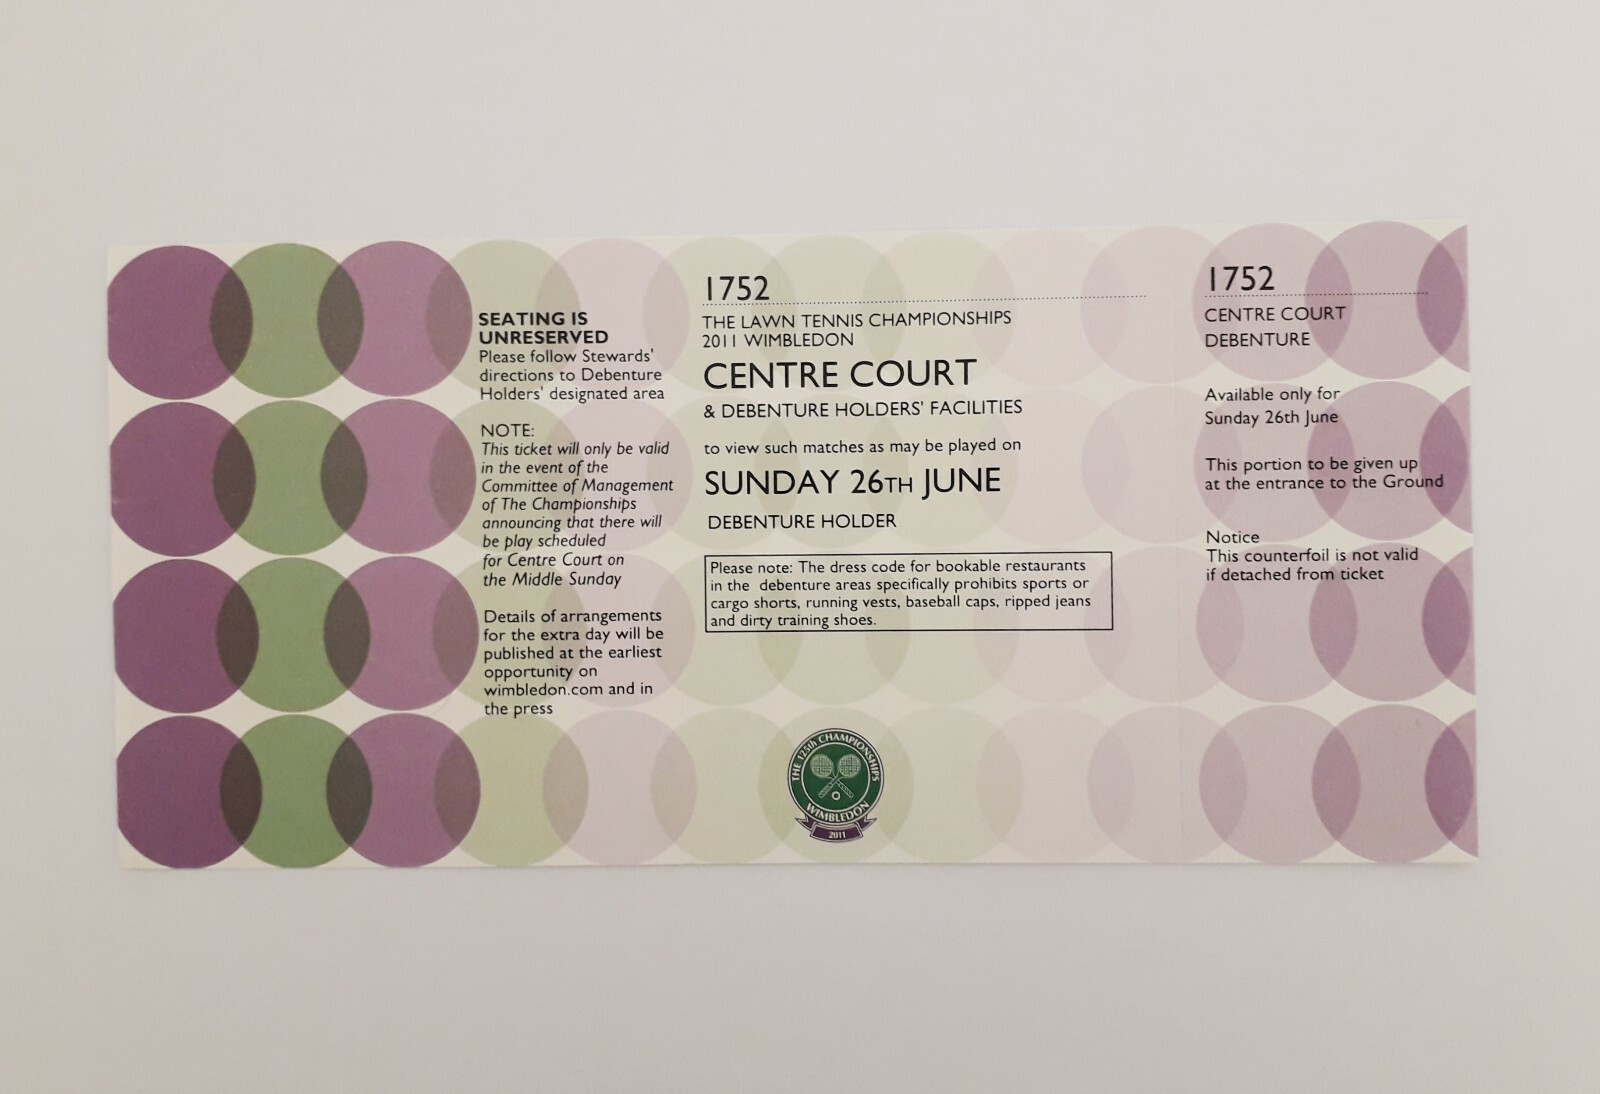 SEATING IS
UNRESERVED
Please follow Stewards'
directions to Debenture
Holders' designated area
NOTE:
This ticket will only be valid
in the event of the
Committee of Management
of The Championships
announcing that there will
be play scheduled
for Centre Court on
the Middle Sunday
Details of arrangements
for the extra day will be
published at the earliest
opportunity on
wimbledon.com and in
the press
1752
THE LAWN TENNIS CHAMPIONSHIPS
2011 WIMBLEDON
CENTRE COURT
& DEBENTURE HOLDERS' FACILITIES
to view such matches as may be played on
SUNDAY 26TH JUNE
DEBENTURE HOLDER
Please note: The dress code for bookable restaurants
in the debenture areas specifically prohibits sports or
cargo shorts, running vests, baseball caps, ripped jeans
and dirty training shoes.
THE 125th CHAMPIONSHIPS
WIMBLEDON
2011
1752
CENTRE COURT
DEBENTURE
Available only for
Sunday 26th June
This portion to be given up
at the entrance to the Ground
Notice
This counterfoil is not valid
if detached from ticket